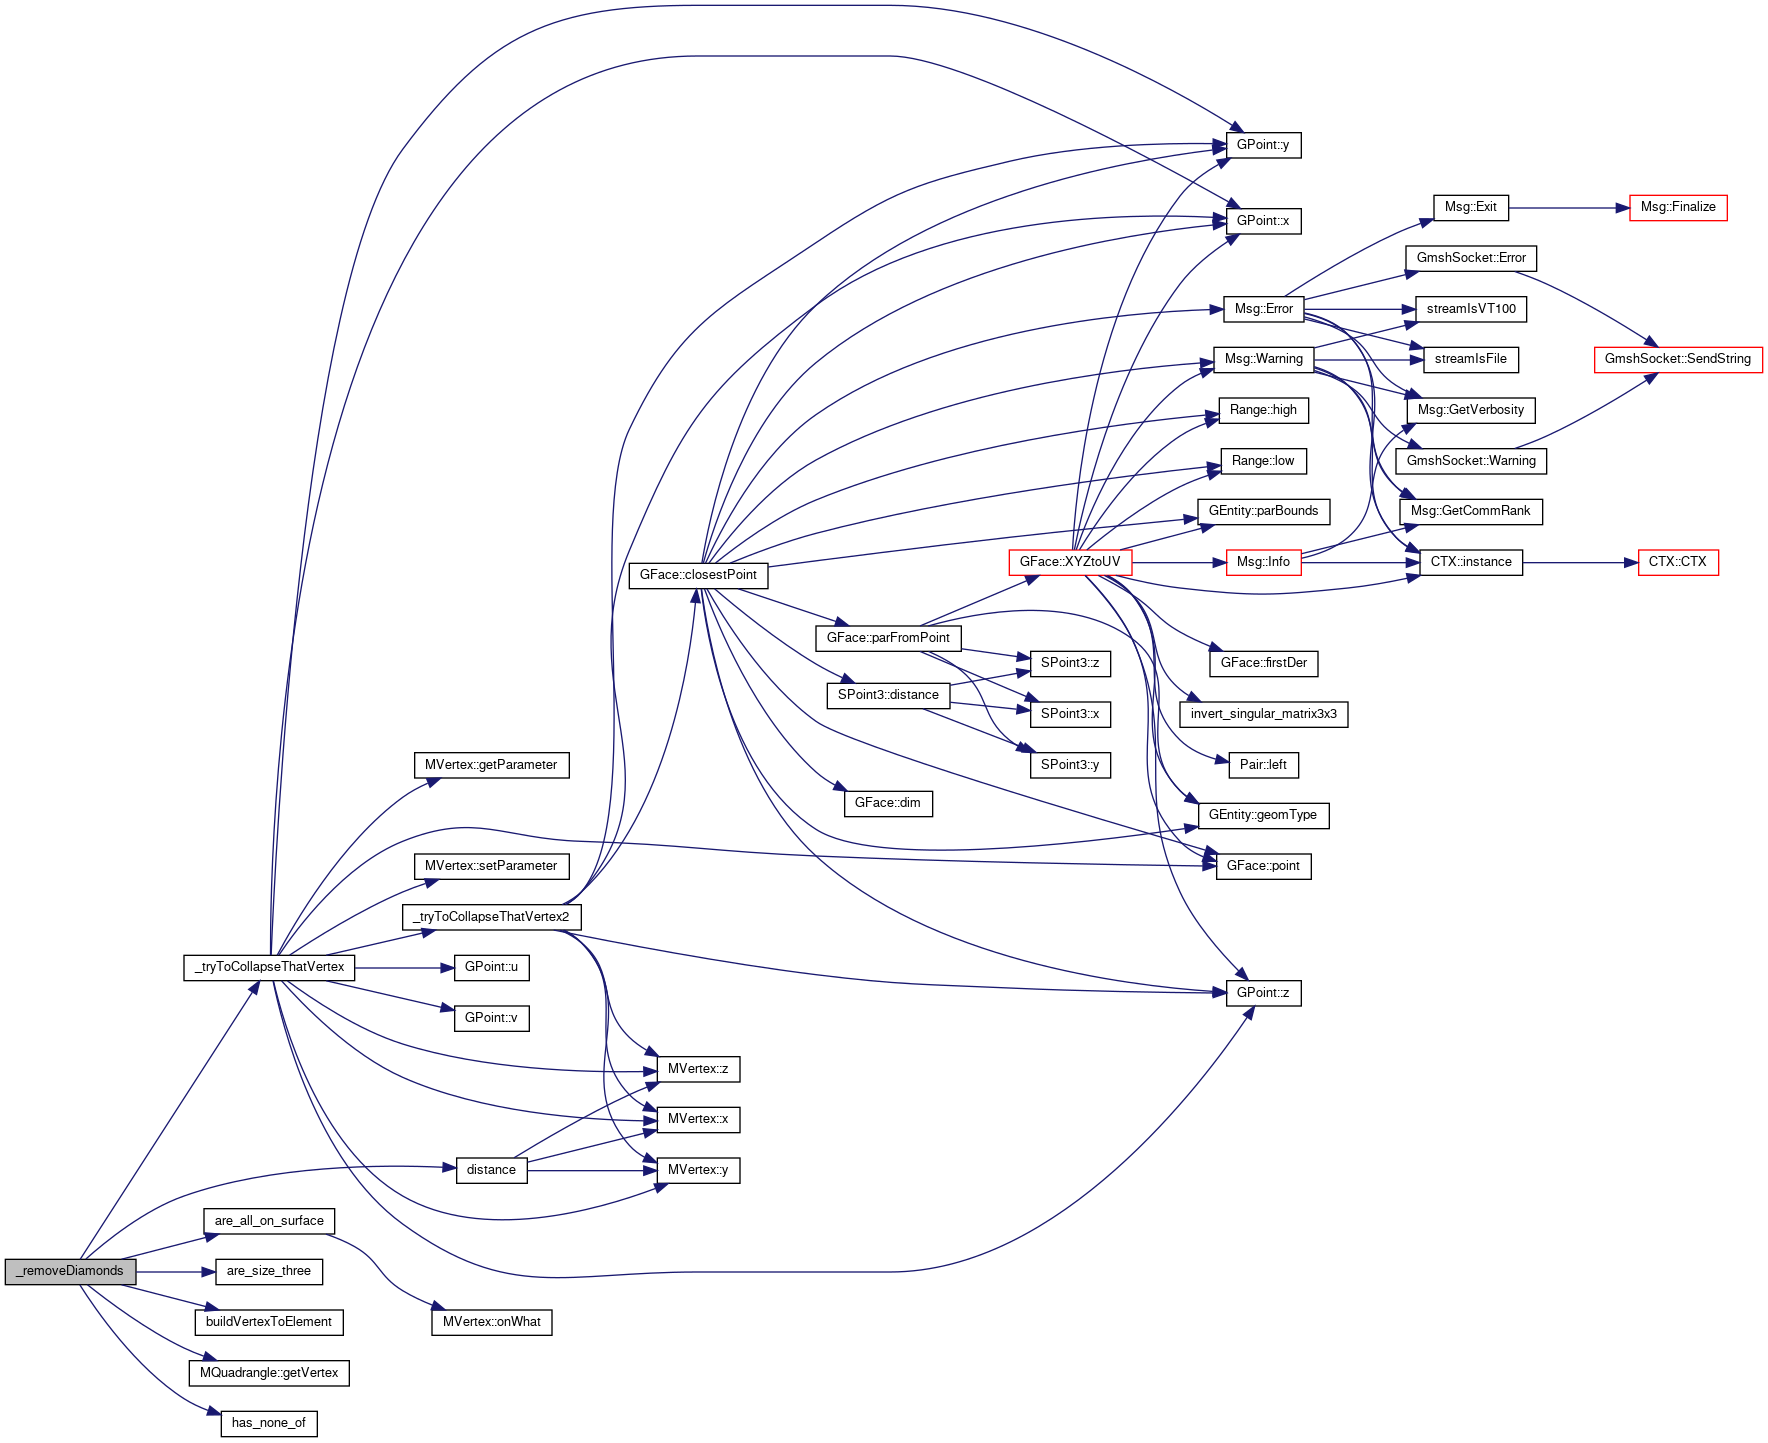 GPoint::y
Msg::Exit
Msg::Finalize
GPoint::x
GmshSocket::Error
Msg::Error
streamIsVT100
Msg::Warning
streamIsFile
GmshSocket::SendString
Range::high
Msg::GetVerbosity
Range::low
GmshSocket::Warning
GEntity::parBounds
Msg::GetCommRank
GFace::closestPoint
GFace::XYZtoUV
Msg::Info
CTX::instance
CTX::CTX
GFace::parFromPoint
SPoint3::z
GFace::firstDer
SPoint3::distance
SPoint3::x
invert_singular_matrix3x3
MVertex::getParameter
SPoint3::y
Pair::left
GFace::dim
GEntity::geomType
MVertex::setParameter
GFace::point
_tryToCollapseThatVertex2
_tryToCollapseThatVertex
GPoint::u
GPoint::z
GPoint::v
MVertex::z
MVertex::x
distance
MVertex::y
are_all_on_surface
_removeDiamonds
are_size_three
buildVertexToElement
MVertex::onWhat
MQuadrangle::getVertex
has_none_of